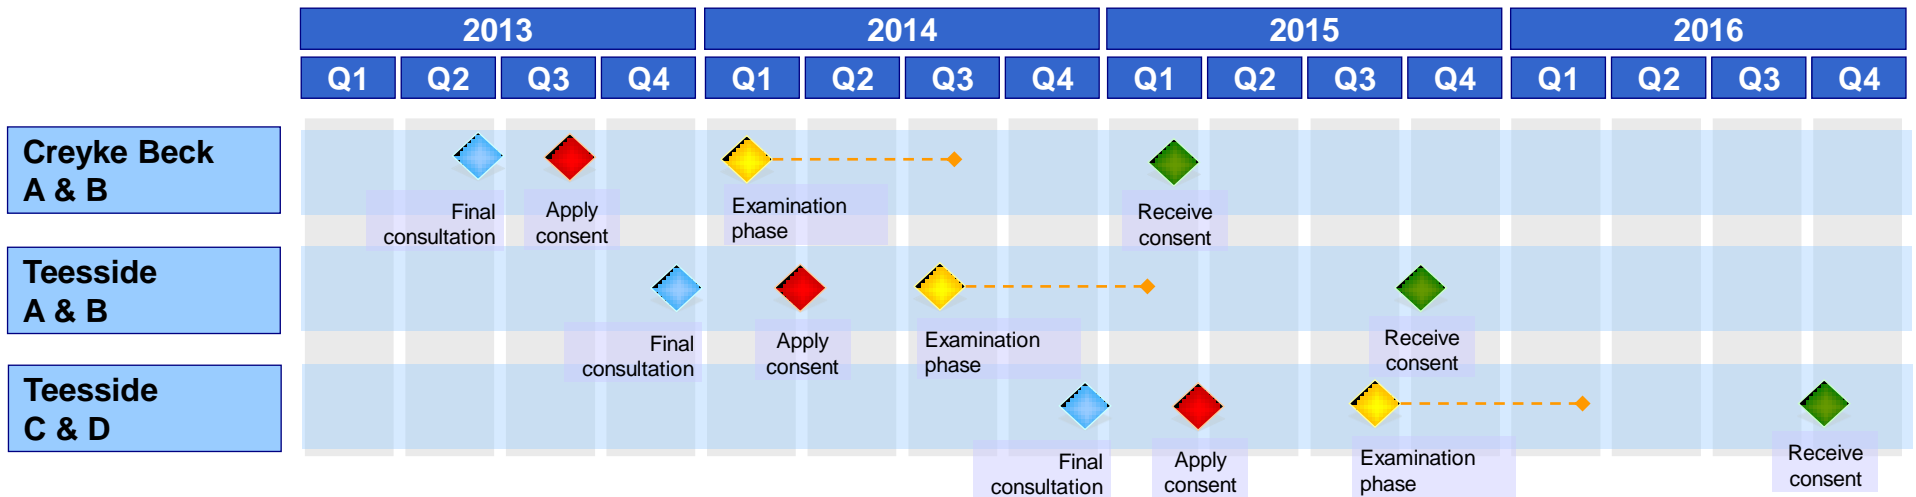 2013 2014 2015 2016
Q1 Q2 Q3 Q4 Q1 Q2 Q3 Q4 Q1 Q2 Q3 Q4 Q1 Q2 Q3 Q4
Creyke Beck
A & B
Final
consultation
Apply
consent
Examination
phase
Receive
consent
Teesside
A & B
Final
consultation
Apply
consent
Examination
phase
Receive
consent
Teesside
C & D
Final
consultation
Apply
consent
Examination
phase
Receive
consent